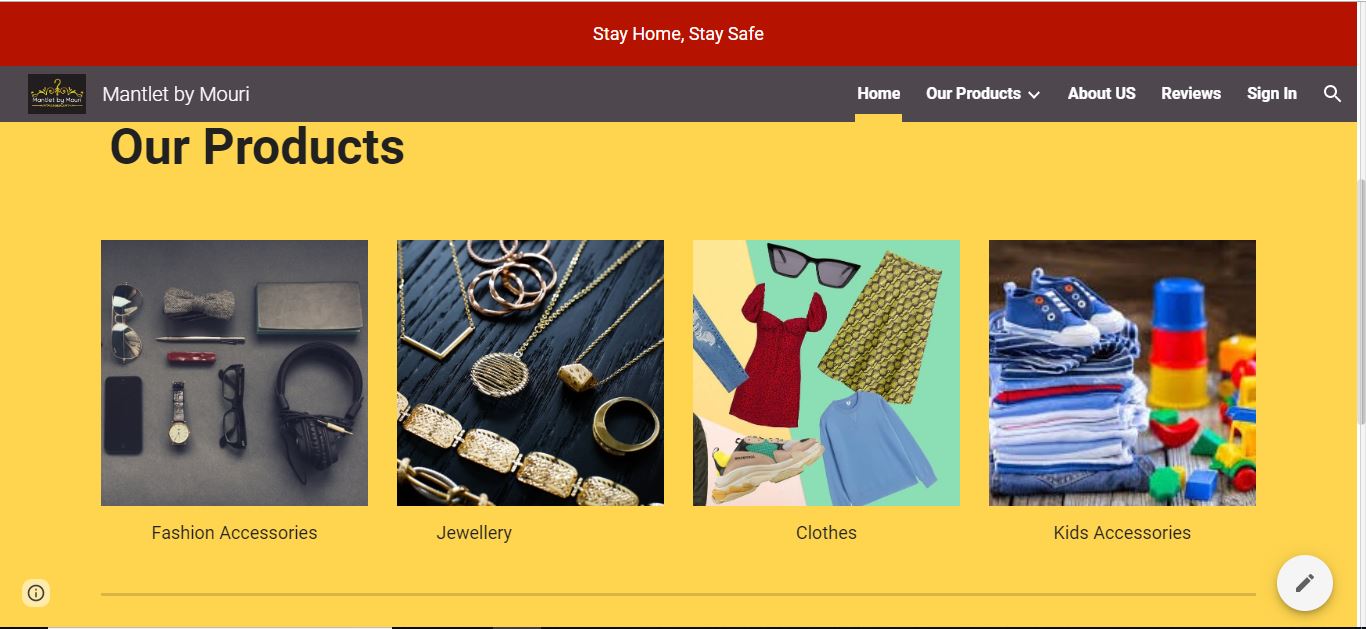 Stay Home, Stay Safe
Mantlet by Mouri
Mantlet by Mouri
Home
Our Products
About US
Reviews
Sign In
Our Products
Fashion Accessories
Jewellery
Clothes
Kids Accessories